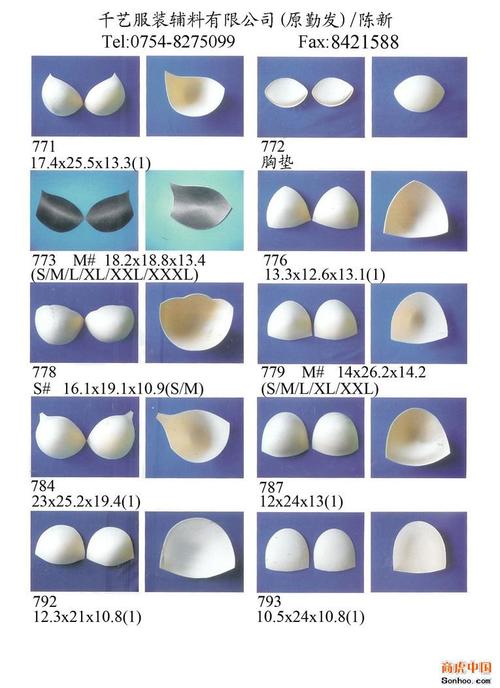 千艺服装辅料有限公司(原勤发)/陈新
Tel:0754-8275099 Fax:8421588
771
17.4x25.5x13.3(1)
772
胸垫
773 M# 18.2x18.8x13.4
(S/M/L/XL/XXL/XXXL)
776
13.3x12.6x13.1(1)
778
S# 16.1x19.1x10.9(S/M)
779 M# 14x26.2x14.2
(S/M/L/XL/XXL)
784
23x25.2x19.4(1)
787
12x24x13(1)
792
12.3x21x10.8(1)
793
10.5x24x10.8(1)
商虎中国
Sonhoo.com